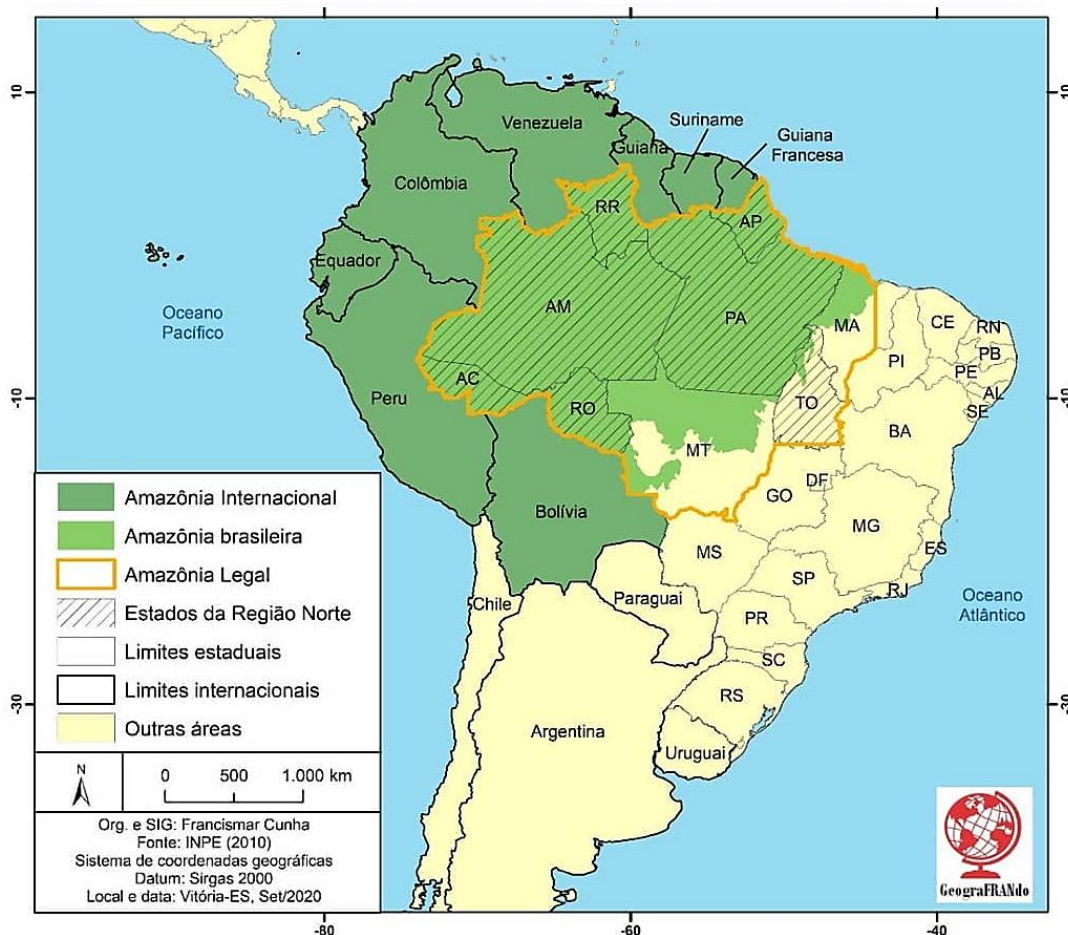 10
10
Venezuela
Suriname
Guiana
Guiana
Francesa
Colômbia
RR
AP
Equador
Oceano
Pacífico
AM
PA
MA
CE
RN
PI
PB
PE
AL
SE
AC
RO
TO
BA
Peru
-10
-10
MT
DF
GO
Bolívia
MG
ES
MS
SP
RJ
Oceano
Atlântico
Chile
Paraguai
PR
SC
RS
-30
-30
Argentina
Uruguai
Amazônia Internacional
Amazônia brasileira
Amazônia Legal
Estados da Região Norte
Limites estaduais
Limites internacionais
Outras áreas
N
0 500 1.000 km
Org. e SIG: Francismar Cunha
Fonte: INPE (2010)
Sistema de coordenadas geográficas
Datum: Sirgas 2000
Local e data: Vitória-ES, Set/2020
GeograFRANdo
-80 -60 -40